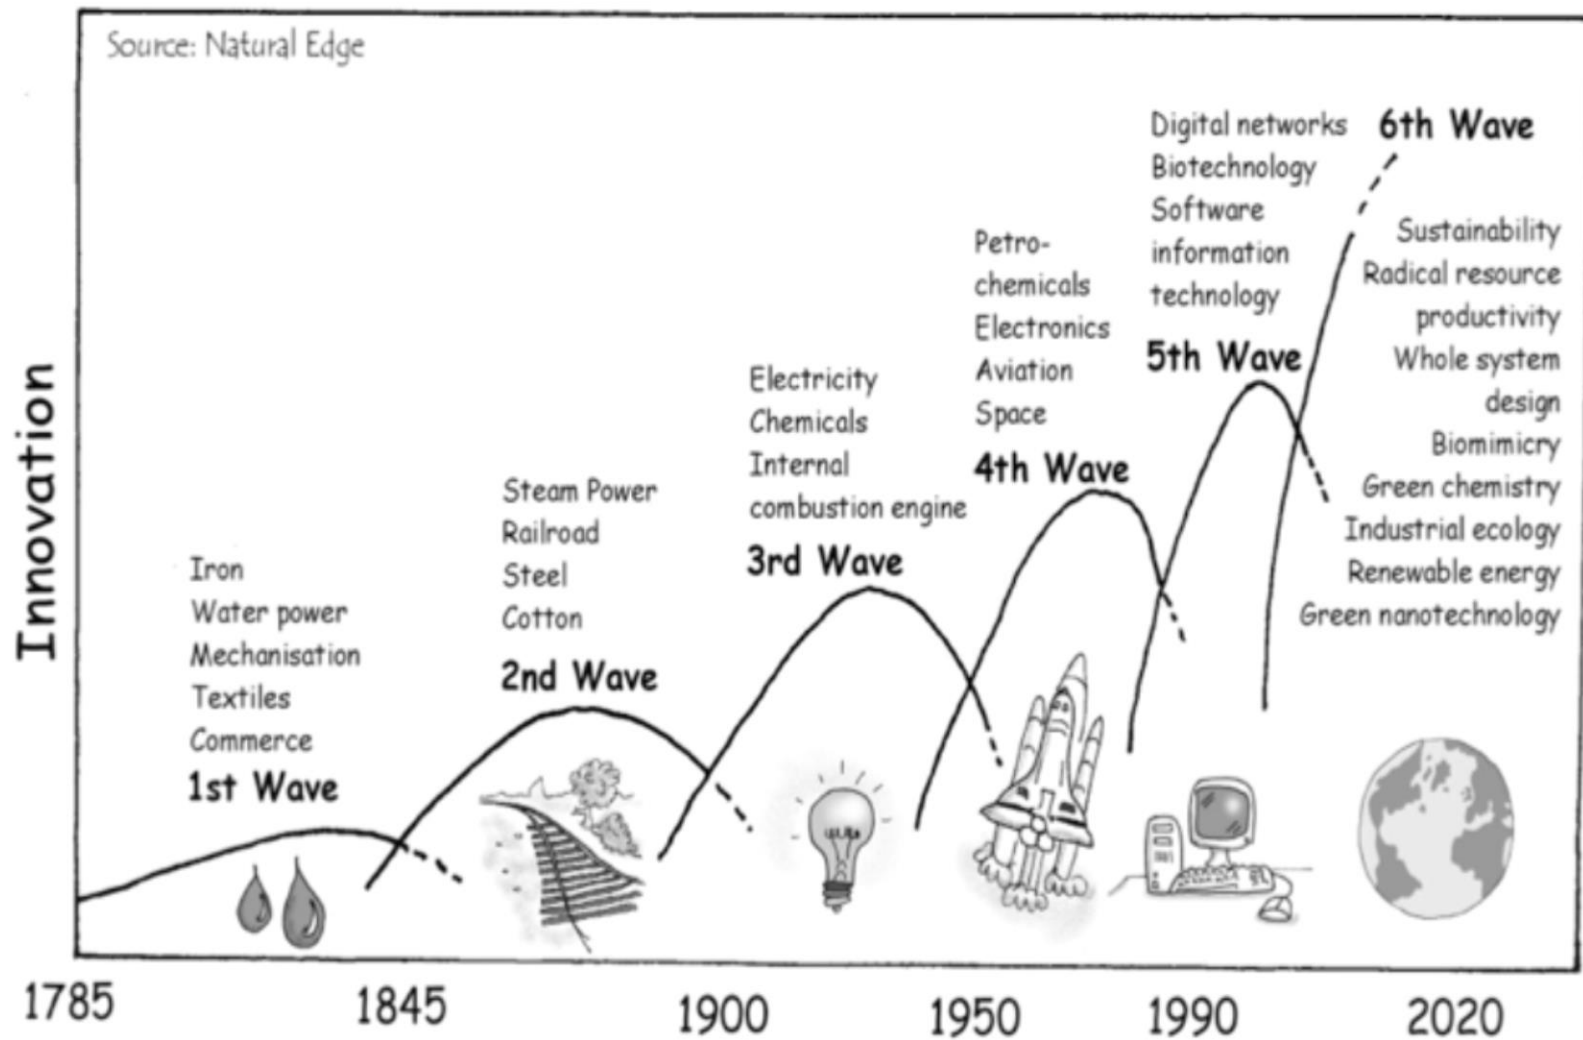 Source: Natural Edge
Innovation
Iron
Water power
Mechanisation
Textiles
Commerce
1st Wave
Steam Power
Railroad
Steel
Cotton
2nd Wave
Electricity
Chemicals
Internal
combustion engine
3rd Wave
Petro-
chemicals
Electronics
Aviation
Space
4th Wave
Digital networks
Biotechnology
Software
information
technology
5th Wave
6th Wave
Sustainability
Radical resource
productivity
Whole system
design
Biomimicry
Green chemistry
Industrial ecology
Renewable energy
Green nanotechnology
1785 1845 1900 1950 1990 2020